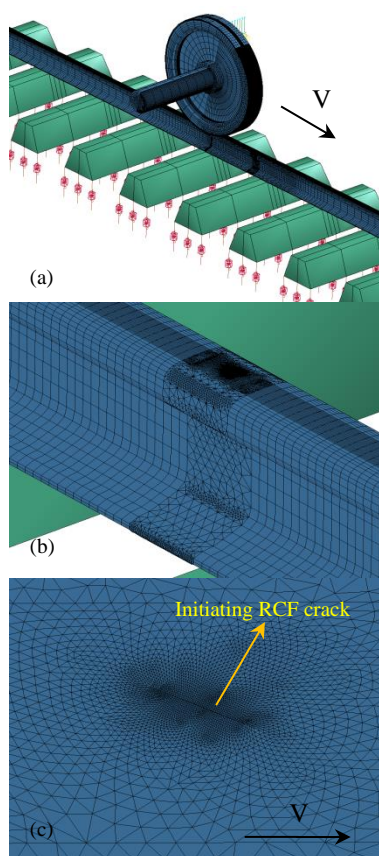 V
(a)
(b)
Initiating RCF crack
V
(c)